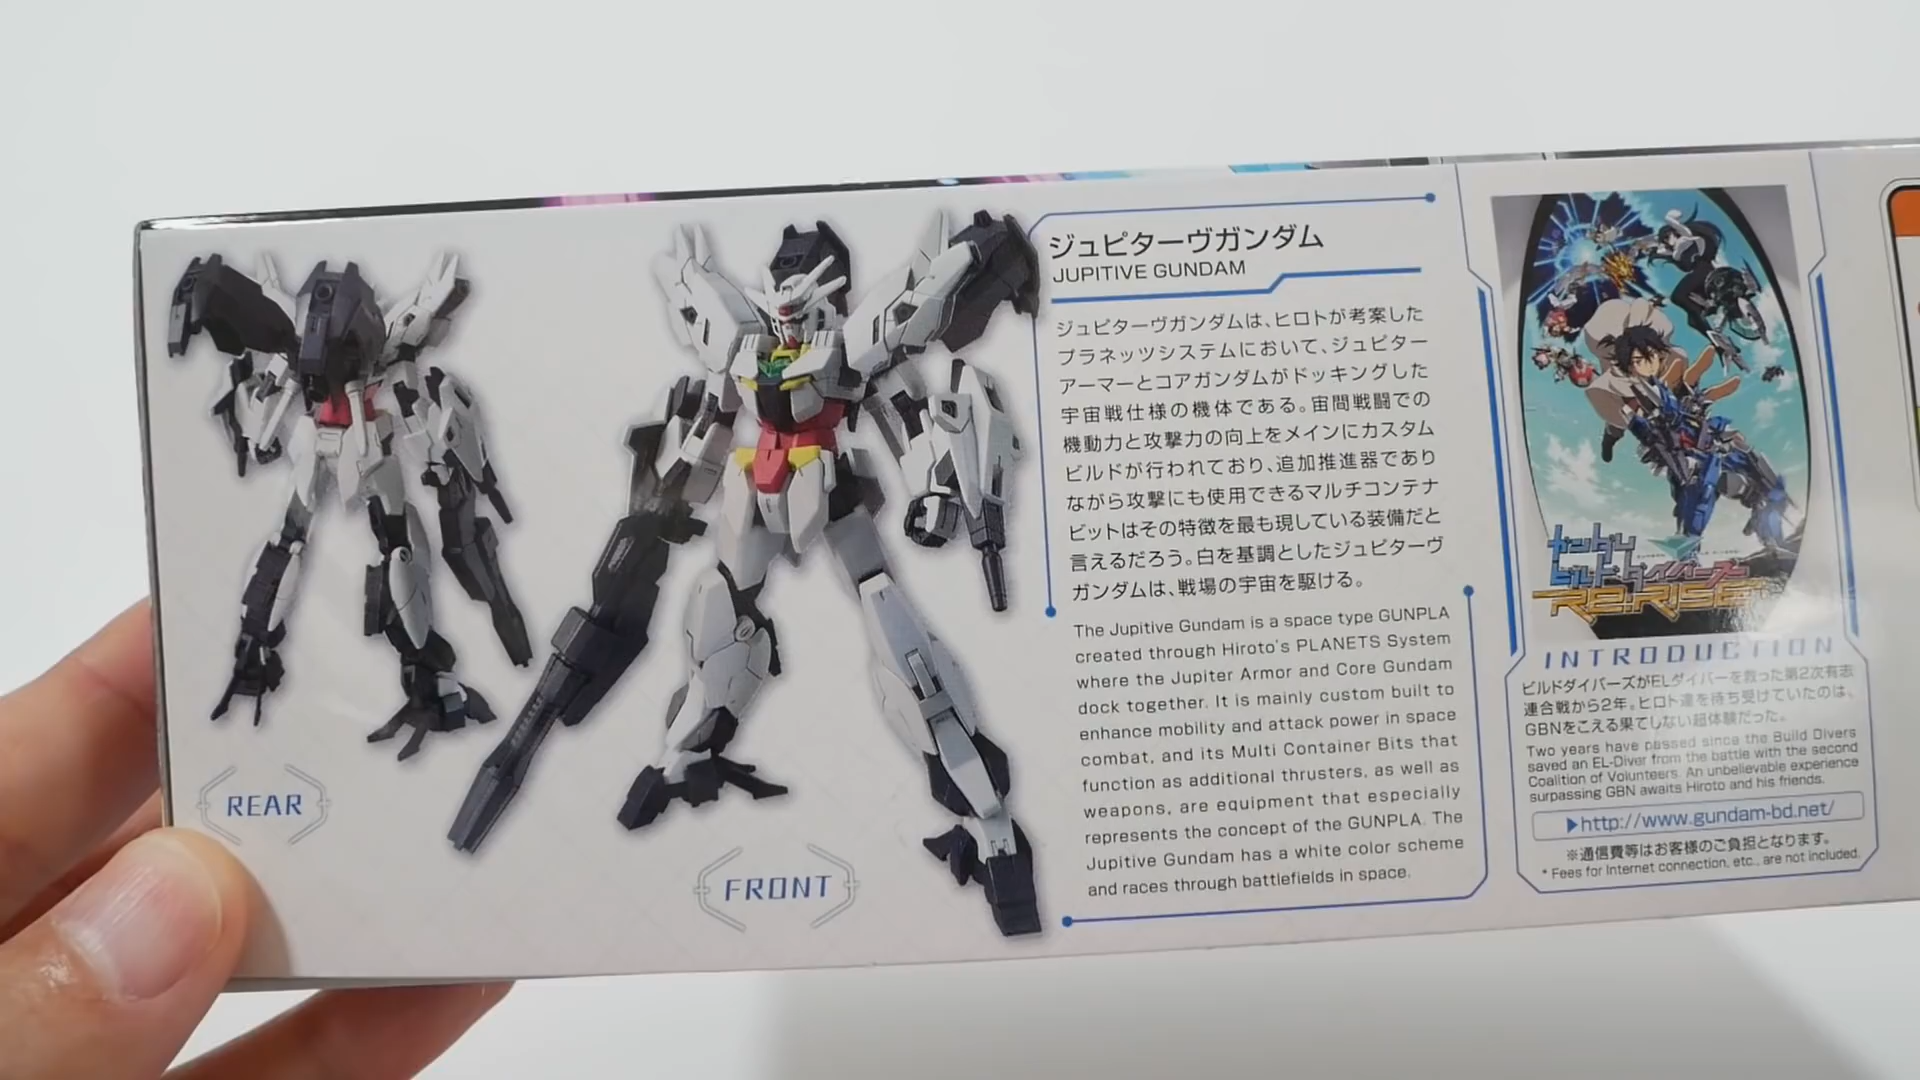 ジュピターヴガンダム
JUPITIVE GUNDAM
ジュピターヴガンダムは、ヒロトが考案した
プラネッツシステムにおいて、ジュピター
アーマーとコアガンダムがドッキングした
宇宙戦仕様の機体である。宙間戦闘での
機動力と攻撃力の向上をメインにカスタム
ビルドが行われており、追加推進器であり
ながら攻撃にも使用できるマルチコンテナ
ビットはその特徴を最も現している装備だと
言えるだろう。白を基調としたジュピターヴ
ガンダムは、戦場の宇宙を駆ける。
The Jupitive Gundam is a space type GUNPLA
created through Hiroto's PLANETS System
where the Jupiter Armor and Core Gundam
dock together. It is mainly custom built to
enhance mobility and attack power in space
combat, and its Multi Container Bits that
function as additional thrusters, as well as
weapons, are equipment that especially
represents the concept of the GUNPLA. The
Jupitive Gundam has a white color scheme
and races through battlefields in space.
REAR
FRONT
ガンダム
ビルドダイバーズ
Re:RISE
INTRODUCTION
ビルドダイバーズがELダイバーを救った第2次有志
連合戦から2年。ヒロト達を待ち受けていたのは、
GBNをこえる果てしない超体験だった。
Two years have passed since the Build Divers
saved an EL-Diver from the battle with the second
Coalition of Volunteers. An unbelievable experience
surpassing GBN awaits Hiroto and his friends.
▶http://www.gundam-bd.net/
※通信費等はお客様のご負担となります。
* Fees for Internet connection, etc., are not included.